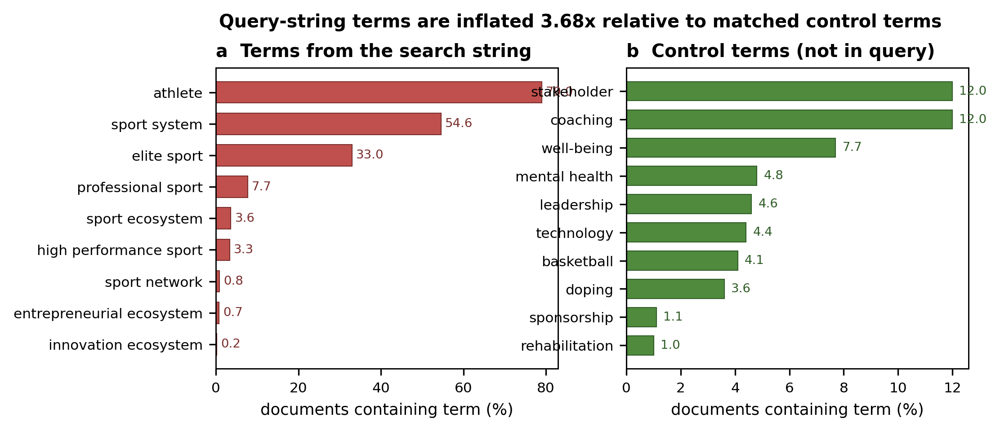 Query-string terms are inflated 3.68x relative to matched control terms
a Terms from the search string
athlete 79.0
sport system 54.6
elite sport 33.0
professional sport 7.7
sport ecosystem 3.6
high performance sport 3.3
sport network 0.8
entrepreneurial ecosystem 0.7
innovation ecosystem 0.2
0 20 40 60 80
documents containing term (%)
b Control terms (not in query)
stakeholder 12.0
coaching 12.0
well-being 7.7
mental health 4.8
leadership 4.6
technology 4.4
basketball 4.1
doping 3.6
sponsorship 1.1
rehabilitation 1.0
0 2 4 6 8 10 12
documents containing term (%)